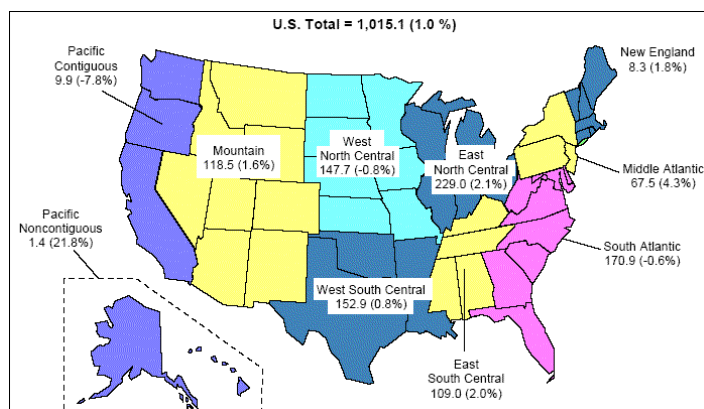 U.S. Total = 1,015.1 (1.0 %)
Pacific
Contiguous
9.9 (-7.8%)
New England
8.3 (1.8%)
Mountain
118.5 (1.6%)
West
North Central
147.7 (-0.8%)
East
North Central
229.0 (2.1%)
Middle Atlantic
67.5 (4.3%)
Pacific
Noncontiguous
1.4 (21.8%)
South Atlantic
170.9 (-0.6%)
West South Central
152.9 (0.8%)
East
South Central
109.0 (2.0%)